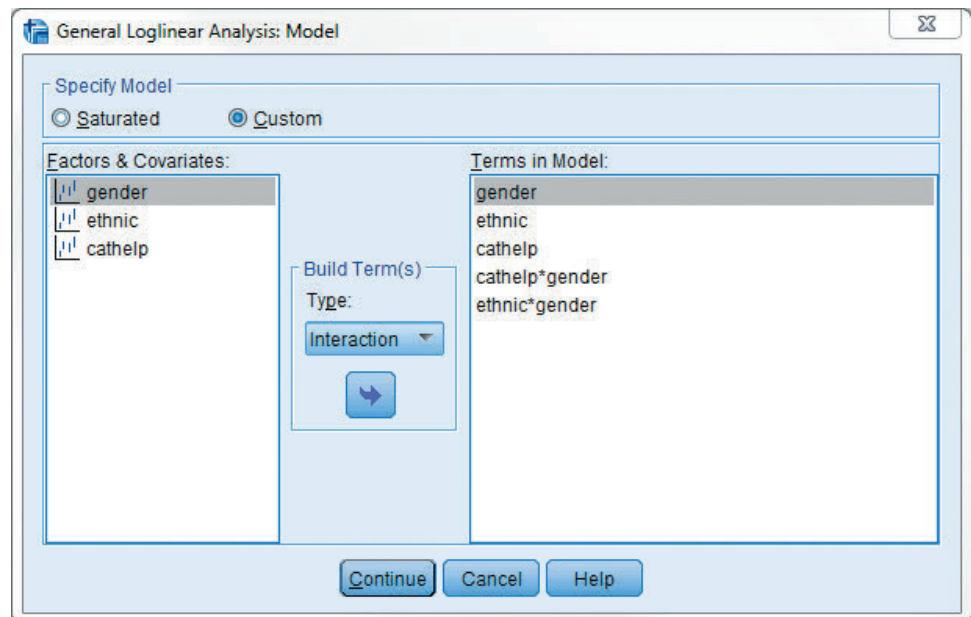 General Loglinear Analysis: Model
Specify Model
Saturated Custom
Factors & Covariates:
gender
ethnic
cathelp
Build Term(s)
Type:
Interaction
Terms in Model:
gender
ethnic
cathelp
cathelp*gender
ethnic*gender
Continue Cancel Help